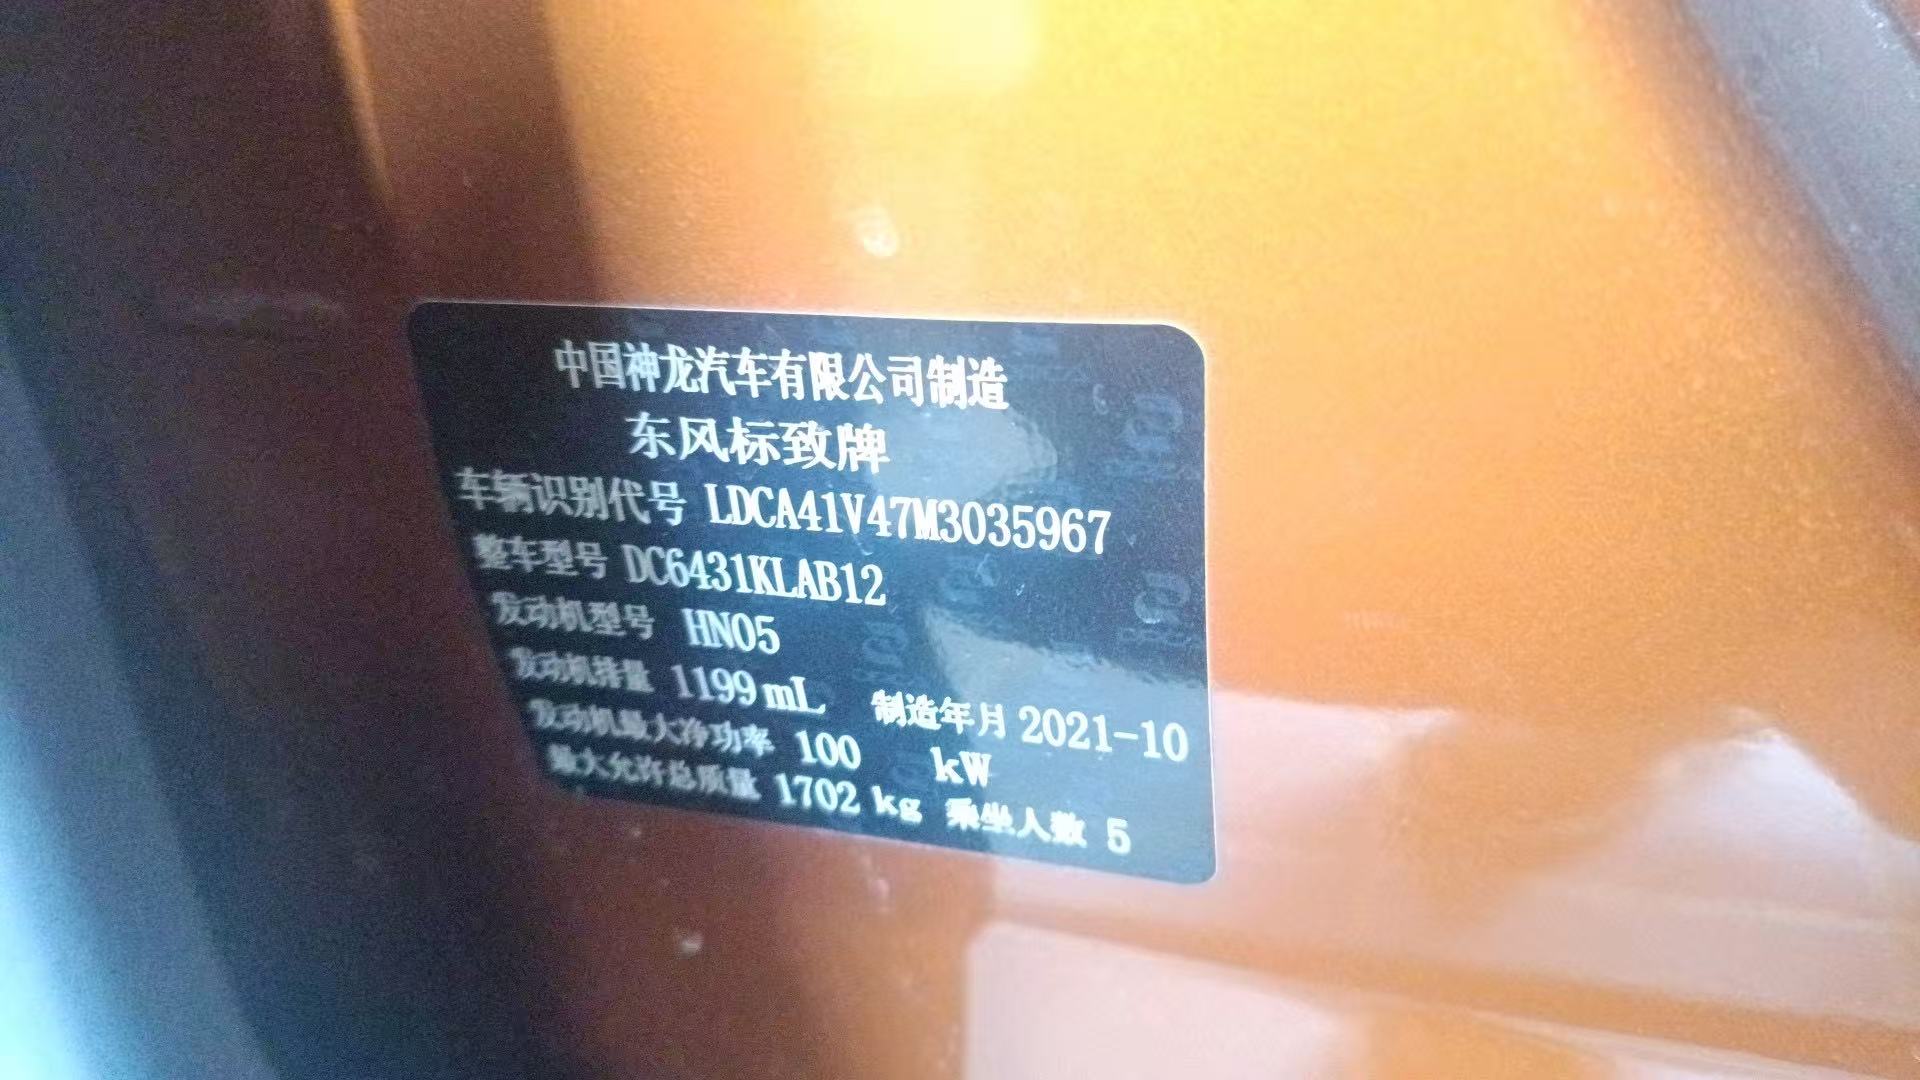 中国神龙汽车有限公司制造
东风标致牌
车辆识别代号 LDCA41V47M3035967
整车型号 DC6431KLAB12
发动机型号 HN05
发动机排量 1199 mL 制造年月 2021-10
发动机最大净功率 100 kW
最大允许总质量 1702 kg 乘坐人数 5